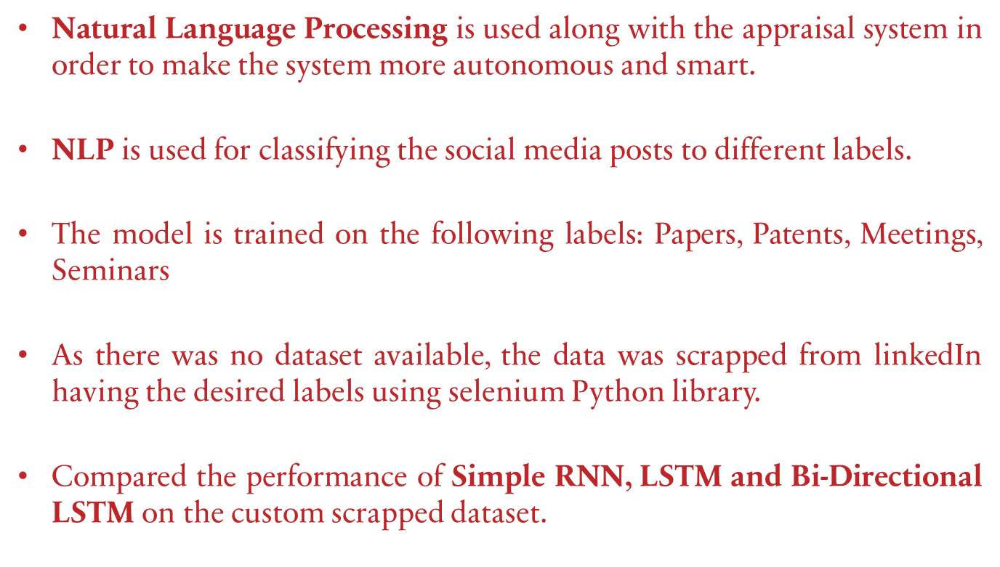 • Natural Language Processing is used along with the appraisal system in
order to make the system more autonomous and smart.
• NLP is used for classifying the social media posts to different labels.
• The model is trained on the following labels: Papers, Patents, Meetings,
Seminars
• As there was no dataset available, the data was scrapped from linkedIn
having the desired labels using selenium Python library.
• Compared the performance of Simple RNN, LSTM and Bi-Directional
LSTM on the custom scrapped dataset.